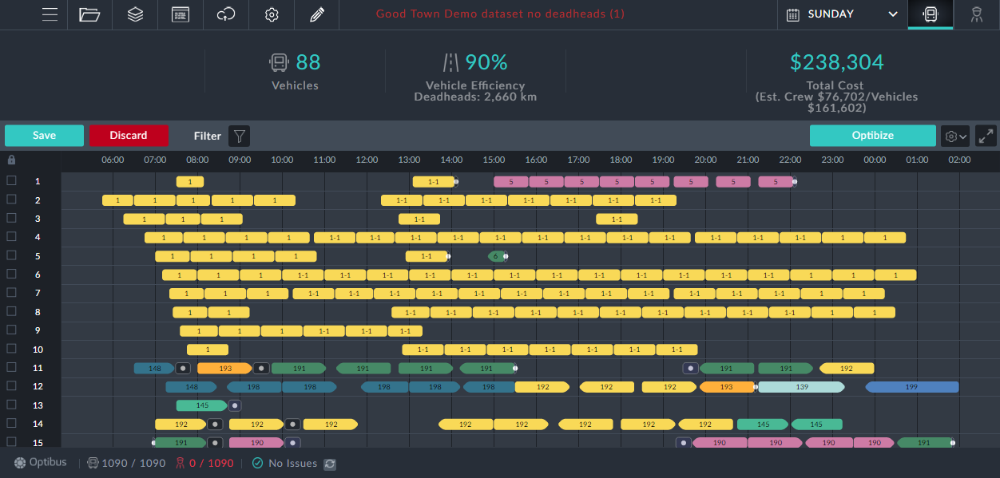 Good Town Demo dataset no deadheads (1)
SUNDAY
88
Vehicles
90%
Vehicle Efficiency
Deadheads: 2,660 km
$238,304
Total Cost
(Est. Crew $76,702/Vehicles
$161,602)
Save Discard Filter Optibize
06:00 07:00 08:00 09:00 10:00 11:00 12:00 13:00 14:00 15:00 16:00 17:00 18:00 19:00 20:00 21:00 22:00 23:00 00:00 01:00 02:00
1 1 1-1 5 5 5 5 5 5 5 5
2 1 1 1 1 1 1-1 1-1 1-1 1-1 1-1 1-1 1-1
3 1 1 1 1-1 1-1
4 1 1 1 1 1-1 1-1 1-1 1-1 1-1 1-1 1-1 1-1 1-1 1-1 1-1 1-1 1 1
5 1 1 1 1 1-1 6
6 1 1 1 1-1 1-1 1-1 1-1 1-1 1-1 1-1 1-1 1-1 1-1 1-1 1-1 1 1 1
7 1 1 1 1-1 1-1 1-1 1-1 1-1 1-1 1-1 1-1 1-1 1-1 1-1 1-1 1 1
8 1 1 1-1 1-1 1-1 1-1 1-1 1-1 1-1 1-1 1-1 1-1 1 1
9 1 1 1 1-1 1-1 1-1
10 1 1-1 1-1 1-1 1-1 1-1 1-1 1-1
11 148 193 191 191 191 191 191 191 192
12 148 198 198 198 198 198 192 192 192 193 139 199
13 145
14 192 192 192 192 192 192 192 192 145 145
15 191 190 190 190 190 190 191
Optibus 1090 / 1090 0 / 1090 No Issues